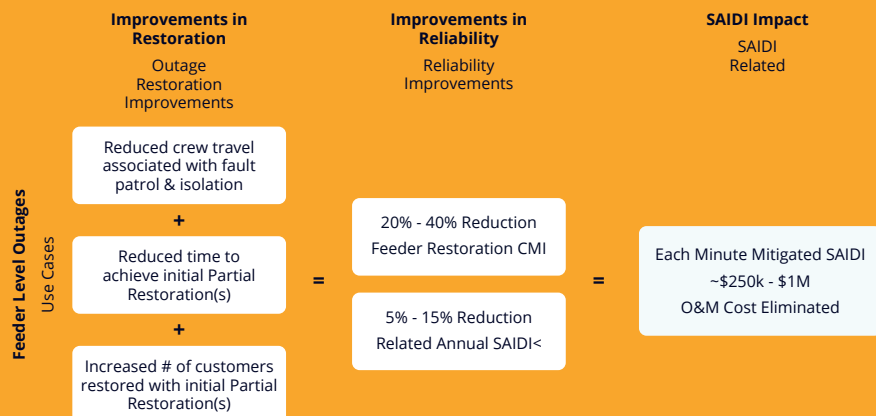 Improvements in
Restoration
Outage
Restoration
Improvements
Improvements in
Reliability
Reliability
Improvements
SAIDI Impact
SAIDI
Related
Feeder Level Outages
Use Cases
Reduced crew travel
associated with fault
patrol & isolation
+
Reduced time to
achieve initial Partial
Restoration(s)
+
Increased # of customers
restored with initial Partial
Restoration(s)
=
20% - 40% Reduction
Feeder Restoration CMI
5% - 15% Reduction
Related Annual SAIDI<
=
Each Minute Mitigated SAIDI
~$250k - $1M
O&M Cost Eliminated